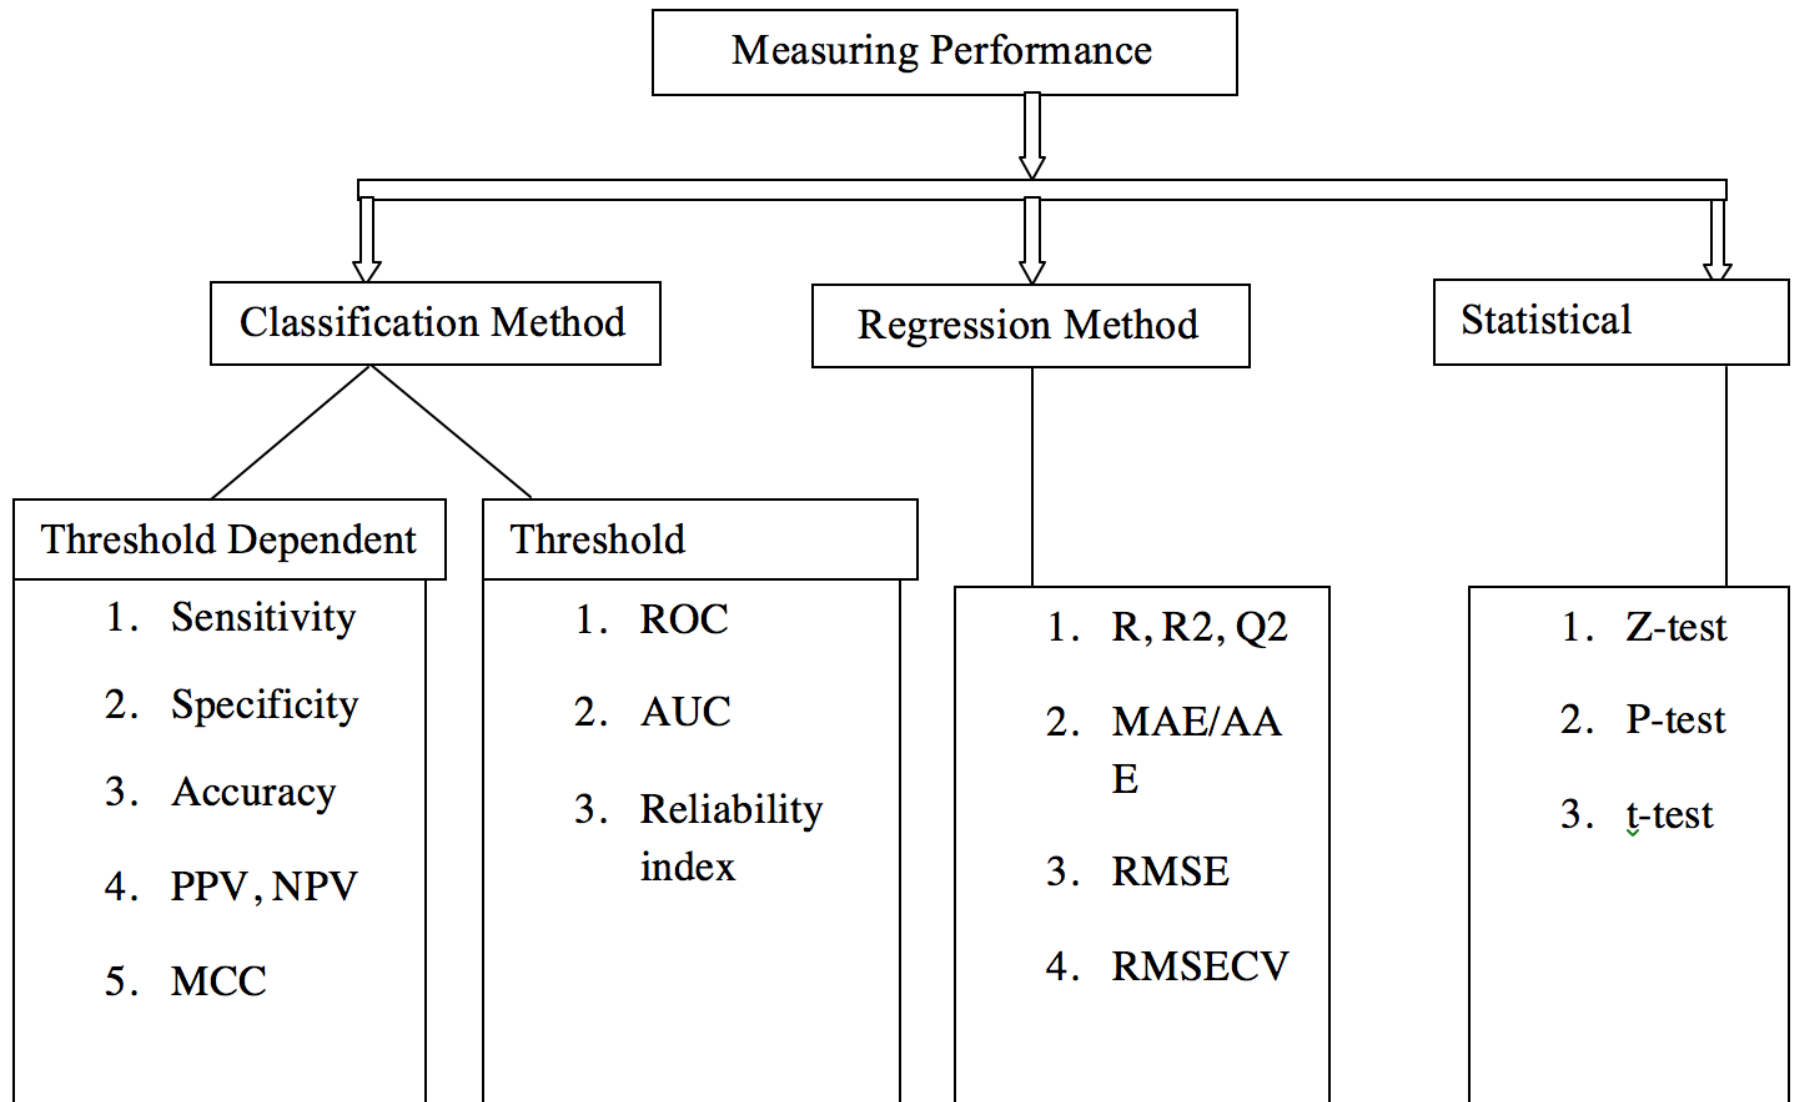 Measuring Performance
Classification Method
Regression Method
Statistical
Threshold Dependent
1. Sensitivity
2. Specificity
3. Accuracy
4. PPV, NPV
5. MCC
Threshold
1. ROC
2. AUC
3. Reliability
index
1. R, R2, Q2
2. MAE/AA
E
3. RMSE
4. RMSECV
1. Z-test
2. P-test
3. t-test